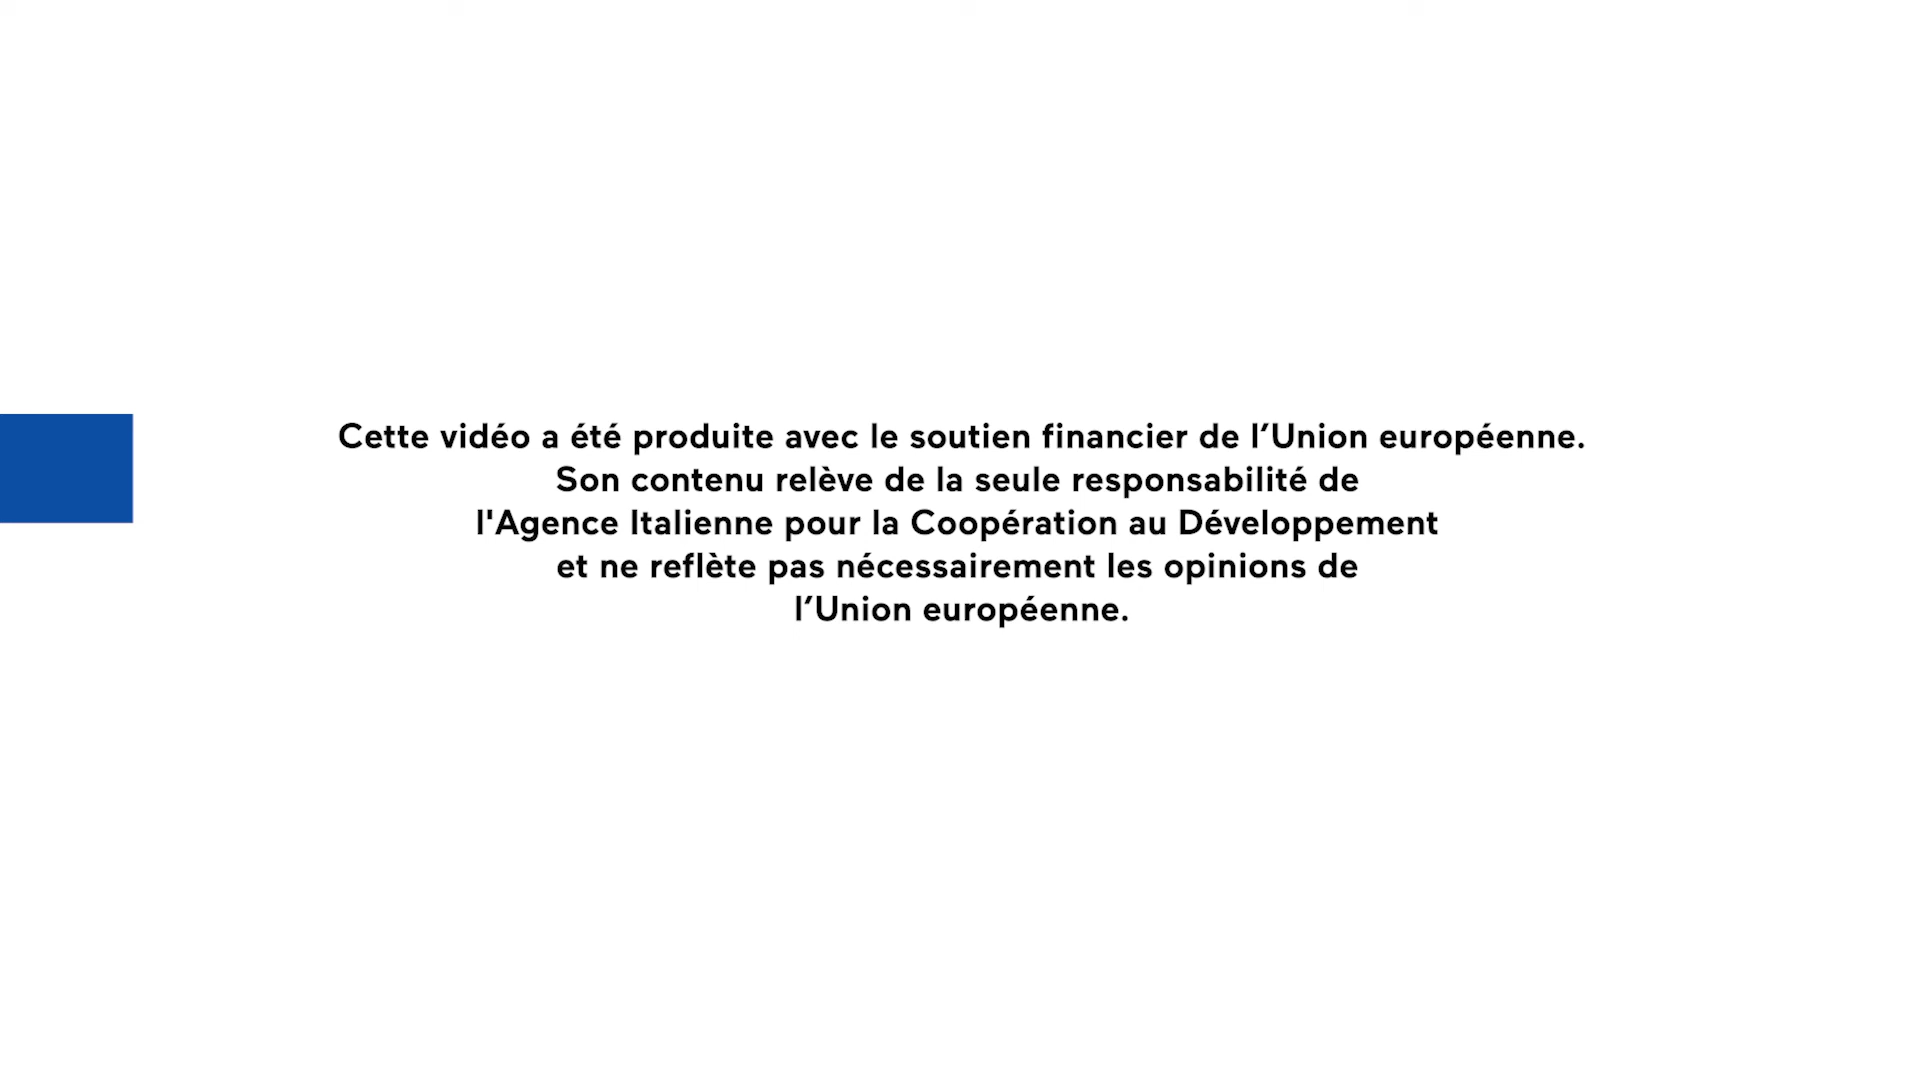 Cette vidéo a été produite avec le soutien financier de l’Union européenne.
Son contenu relève de la seule responsabilité de
l'Agence Italienne pour la Coopération au Développement
et ne reflète pas nécessairement les opinions de
l’Union européenne.